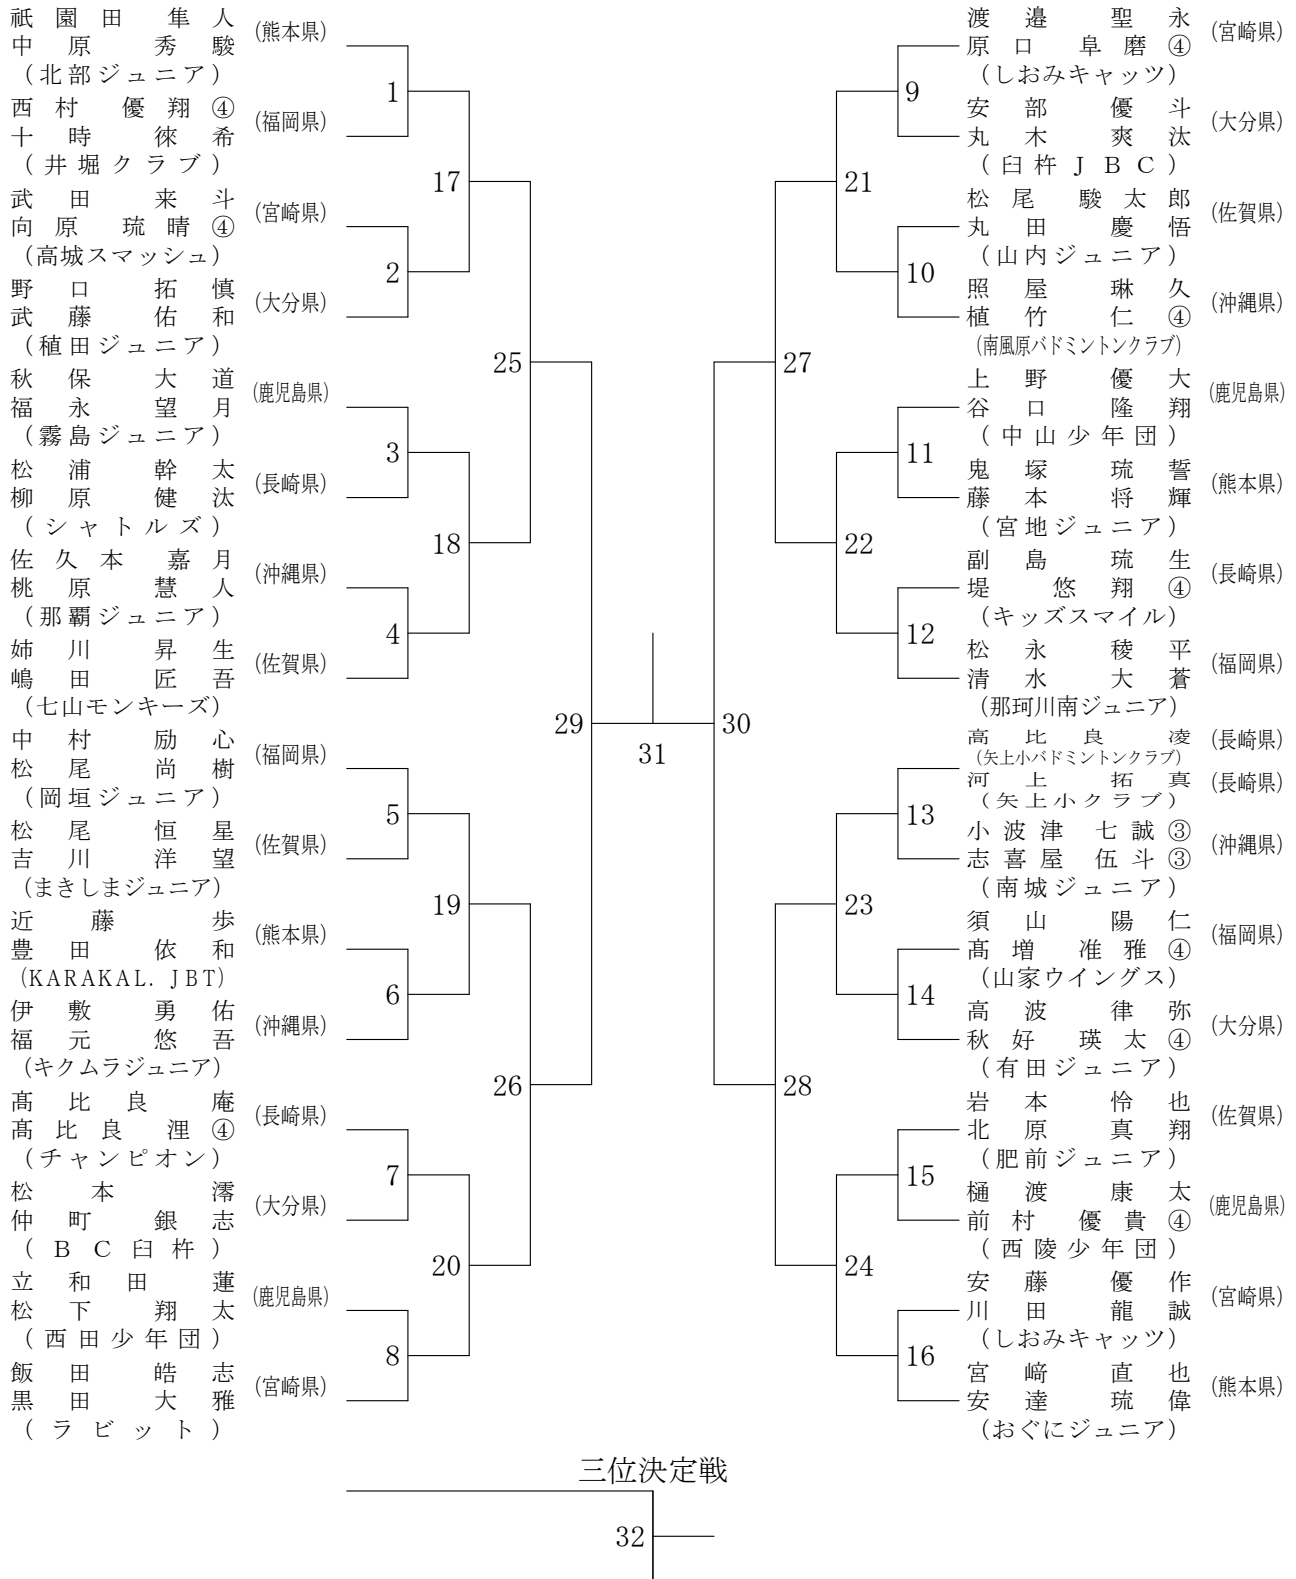 祇園田 隼人
中原 秀駿
(熊本県)
(北部ジュニア)
1
西村 優翔④
十時 徠希
(福岡県)
(井堀クラブ)
17
武田 来斗
向原 琉晴④
(宮崎県)
(高城スマッシュ)
2
野口 拓慎
武藤 佑和
(大分県)
(稙田ジュニア)
25
秋保 大道
福永 望月
(鹿児島県)
(霧島ジュニア)
3
松浦 幹太
柳原 健汰
(長崎県)
(シャトルズ)
18
佐久本 嘉月
桃原 慧人
(沖縄県)
(那覇ジュニア)
4
姉川 昇生
嶋田 匠吾
(佐賀県)
(七山モンキーズ)
29
中村 励心
松尾 尚樹
(福岡県)
(岡垣ジュニア)
5
松尾 恒星
吉川 洋望
(佐賀県)
(まきしまジュニア)
19
近藤 歩
豊田 依和
(熊本県)
(KARAKAL. JBT)
6
伊敷 勇佑
福元 悠吾
(沖縄県)
(キクムラジュニア)
26
髙比良 庵
髙比良 浬④
(長崎県)
(チャンピオン)
7
松本 澪
仲町 銀志
(大分県)
(BC臼杵)
20
立和田 蓮
松下 翔太
(鹿児島県)
(西田少年団)
8
飯田 皓志
黒田 大雅
(宮崎県)
(ラビット)
31
渡邉 聖永
原口 阜磨④
(宮崎県)
(しおみキャッツ)
9
安部 優斗
丸木 爽汰
(大分県)
(臼杵JBC)
21
松尾 駿太郎
丸田 慶悟
(佐賀県)
(山内ジュニア)
10
照屋 琳久
植竹 仁④
(沖縄県)
(南風原バドミントンクラブ)
27
上野 優大
谷口 隆翔
(鹿児島県)
(中山少年団)
11
鬼塚 琉誓
藤本 将輝
(熊本県)
(宮地ジュニア)
22
副島 琉生
堤 悠翔④
(長崎県)
(キッズスマイル)
12
松永 稜平
清水 大蒼
(福岡県)
(那珂川南ジュニア)
30
高比良 凌
(長崎県)
(矢上小バドミントンクラブ)
河上 拓真
(長崎県)
(矢上小クラブ)
13
小波津 七誠③
志喜屋 伍斗③
(沖縄県)
(南城ジュニア)
23
須山 陽仁
髙増 准雅④
(福岡県)
(山家ウイングス)
14
高波 律弥
秋好 瑛太④
(大分県)
(有田ジュニア)
28
岩本 怜也
北原 真翔
(佐賀県)
(肥前ジュニア)
15
樋渡 康太
前村 優貴④
(鹿児島県)
(西陵少年団)
24
安藤 優作
川田 龍誠
(宮崎県)
(しおみキャッツ)
16
宮﨑 直也
安達 琉偉
(熊本県)
(おぐにジュニア)
三位決定戦
32